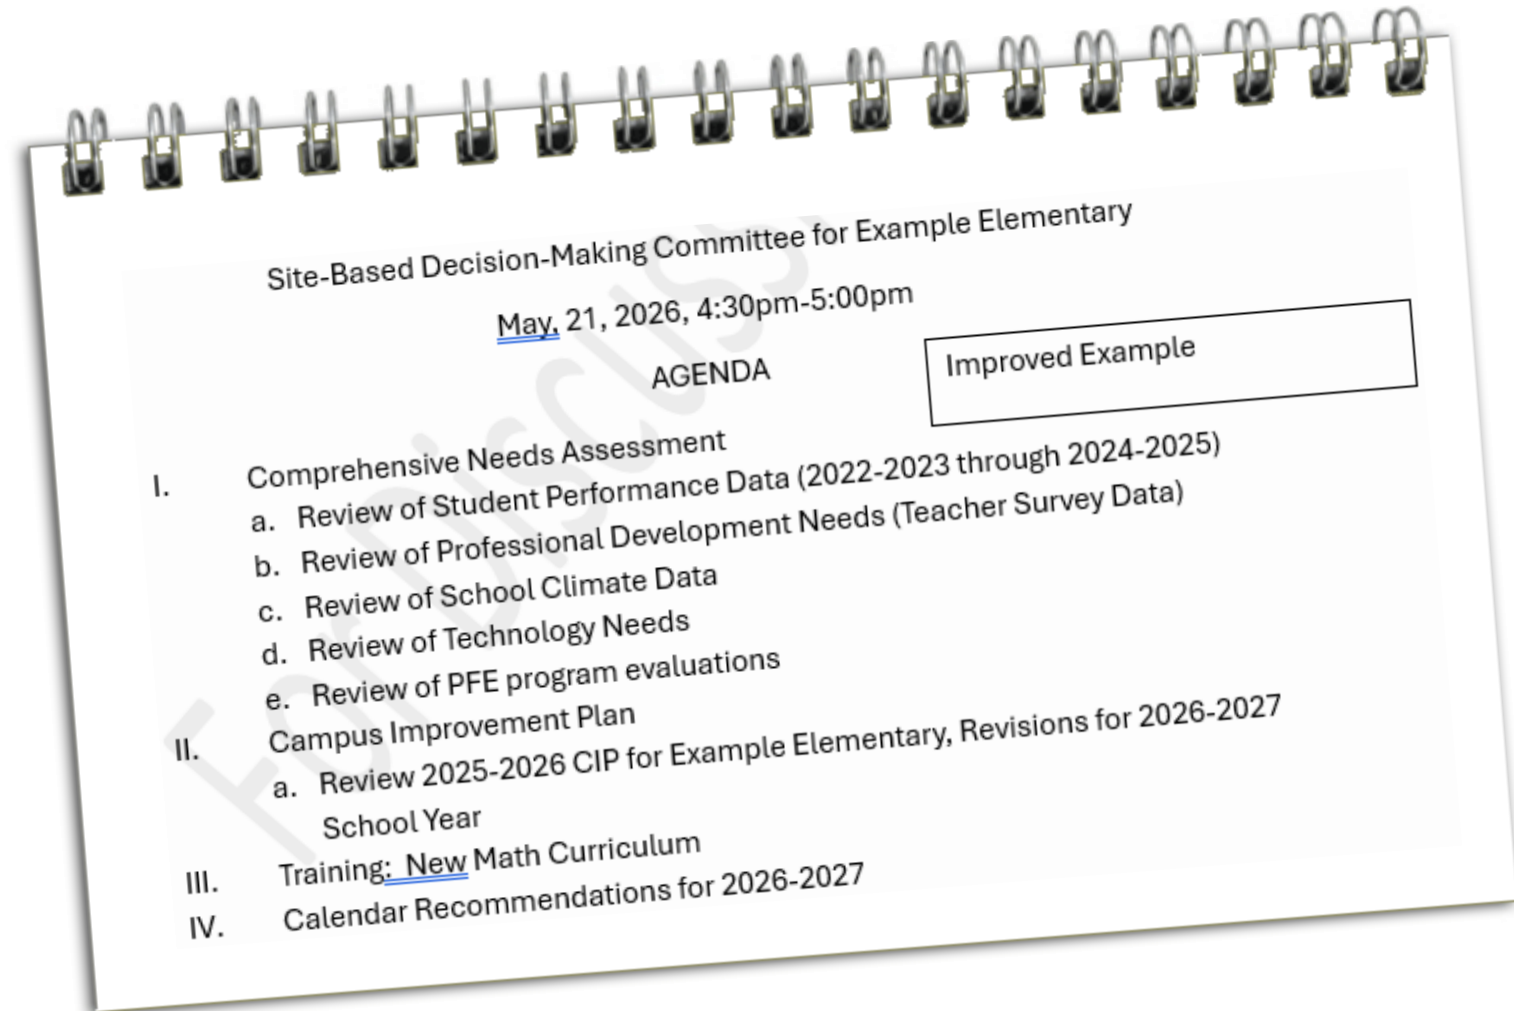 Site-Based Decision-Making Committee for Example Elementary
May, 21, 2026, 4:30pm-5:00pm
AGENDA
Improved Example
I. Comprehensive Needs Assessment
a. Review of Student Performance Data (2022-2023 through 2024-2025)
b. Review of Professional Development Needs (Teacher Survey Data)
c. Review of School Climate Data
d. Review of Technology Needs
e. Review of PFE program evaluations
II. Campus Improvement Plan
a. Review 2025-2026 CIP for Example Elementary, Revisions for 2026-2027
School Year
III. Training:  New Math Curriculum
IV. Calendar Recommendations for 2026-2027
For Discuss